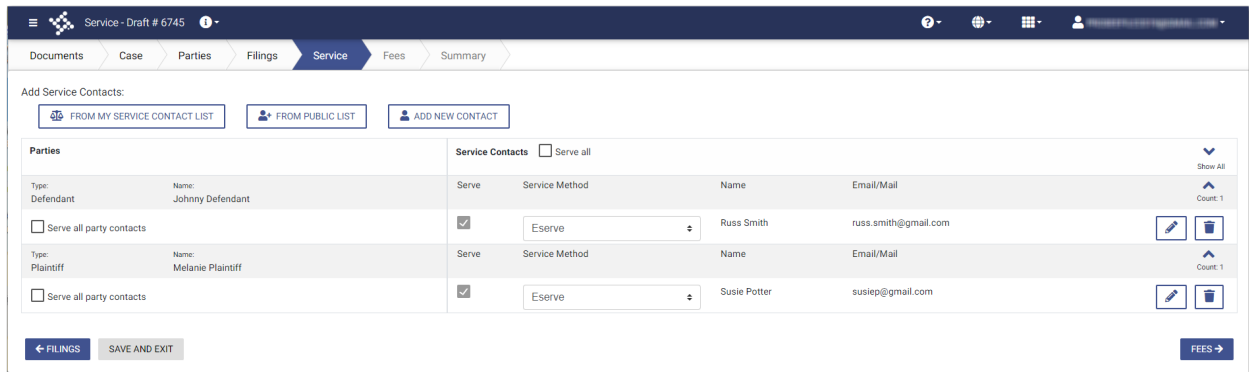 Service - Draft # 6745
Documents Case Parties Filings Service Fees Summary
Add Service Contacts:
FROM MY SERVICE CONTACT LIST FROM PUBLIC LIST ADD NEW CONTACT
Parties Service Contacts Serve all
Show All
Type: Name: Serve Service Method Name Email/Mail
Defendant Johnny Defendant Count: 1
Serve all party contacts Eserve Russ Smith russ.smith@gmail.com
Type: Name: Serve Service Method Name Email/Mail
Plaintiff Melanie Plaintiff Count: 1
Serve all party contacts Eserve Susie Potter susiep@gmail.com
FILINGS SAVE AND EXIT FEES